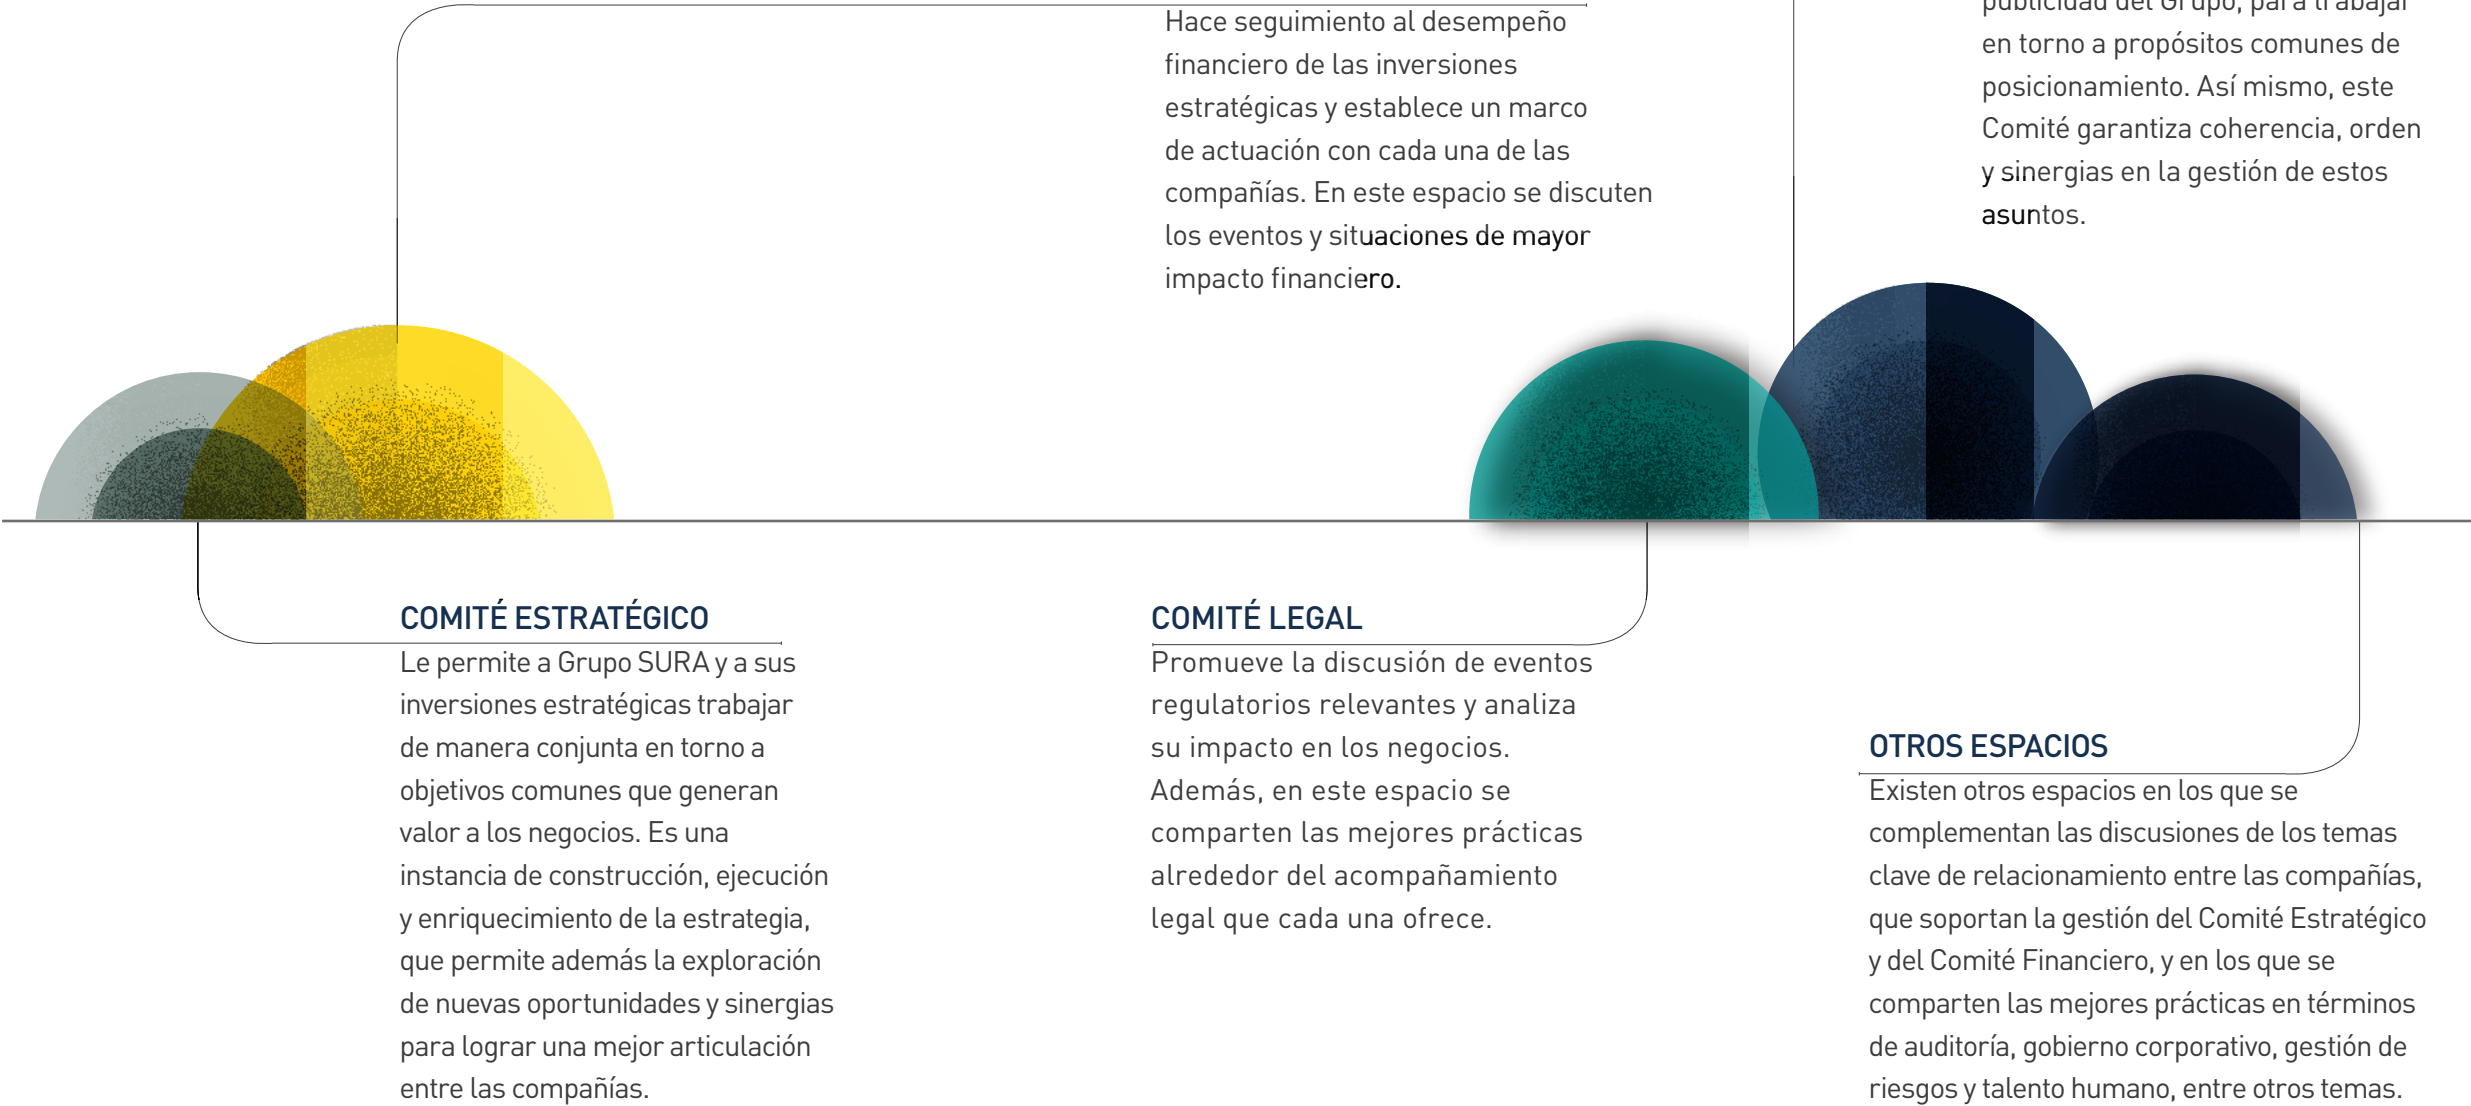 Hace seguimiento al desempeño
financiero de las inversiones
estratégicas y establece un marco
de actuación con cada una de las
compañías. En este espacio se discuten
los eventos y situaciones de mayor
impacto financiero.
publicidad del Grupo, para trabajar
en torno a propósitos comunes de
posicionamiento. Así mismo, este
Comité garantiza coherencia, orden
y sinergias en la gestión de estos
asuntos.
COMITÉ ESTRATÉGICO
Le permite a Grupo SURA y a sus
inversiones estratégicas trabajar
de manera conjunta en torno a
objetivos comunes que generan
valor a los negocios. Es una
instancia de construcción, ejecución
y enriquecimiento de la estrategia,
que permite además la exploración
de nuevas oportunidades y sinergias
para lograr una mejor articulación
entre las compañías.
COMITÉ LEGAL
Promueve la discusión de eventos
regulatorios relevantes y analiza
su impacto en los negocios.
Además, en este espacio se
comparten las mejores prácticas
alrededor del acompañamiento
legal que cada una ofrece.
OTROS ESPACIOS
Existen otros espacios en los que se
complementan las discusiones de los temas
clave de relacionamiento entre las compañías,
que soportan la gestión del Comité Estratégico
y del Comité Financiero, y en los que se
comparten las mejores prácticas en términos
de auditoría, gobierno corporativo, gestión de
riesgos y talento humano, entre otros temas.